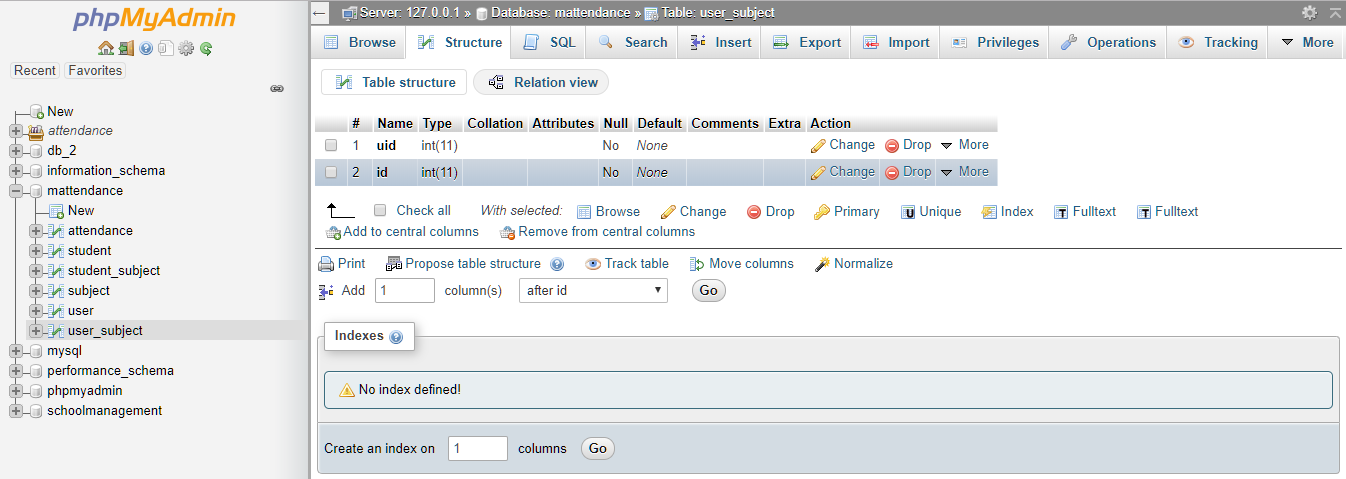 phpMyAdmin
Recent Favorites
New
attendance
db_2
information_schema
mattendance
New
attendance
student
student_subject
subject
user
user_subject
mysql
performance_schema
phpmyadmin
schoolmanagement
Server: 127.0.0.1 » Database: mattendance » Table: user_subject
Browse Structure SQL Search Insert Export Import Privileges Operations Tracking More
Table structure Relation view
# Name Type Collation Attributes Null Default Comments Extra Action
1 uid int(11) No None Change Drop More
2 id int(11) No None Change Drop More
Check all With selected: Browse Change Drop Primary Unique Index Fulltext Fulltext
Add to central columns Remove from central columns
Print Propose table structure Track table Move columns Normalize
Add 1 column(s) after id Go
Indexes
No index defined!
Create an index on 1 columns Go